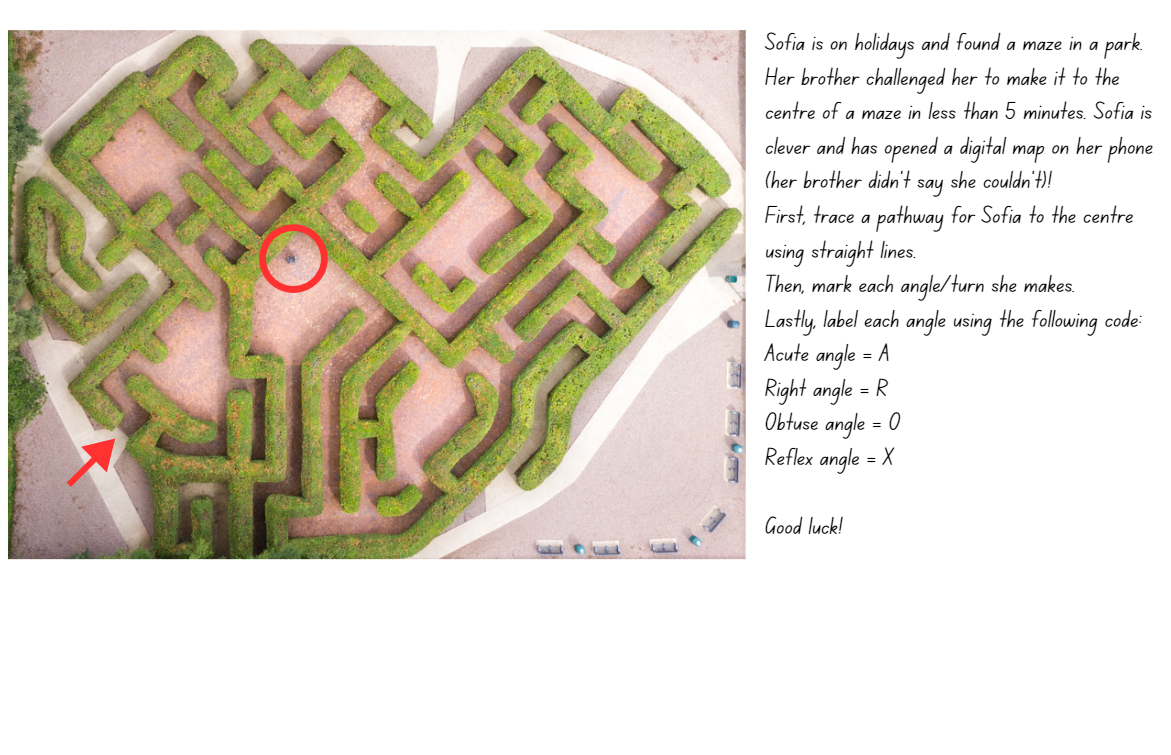 Sofia is on holidays and found a maze in a park.
Her brother challenged her to make it to the
centre of a maze in less than 5 minutes. Sofia is
clever and has opened a digital map on her phone
(her brother didn't say she couldn't)!
First, trace a pathway for Sofia to the centre
using straight lines.
Then, mark each angle/turn she makes.
Lastly, label each angle using the following code:
Acute angle = A
Right angle = R
Obtuse angle = O
Reflex angle = X
Good luck!